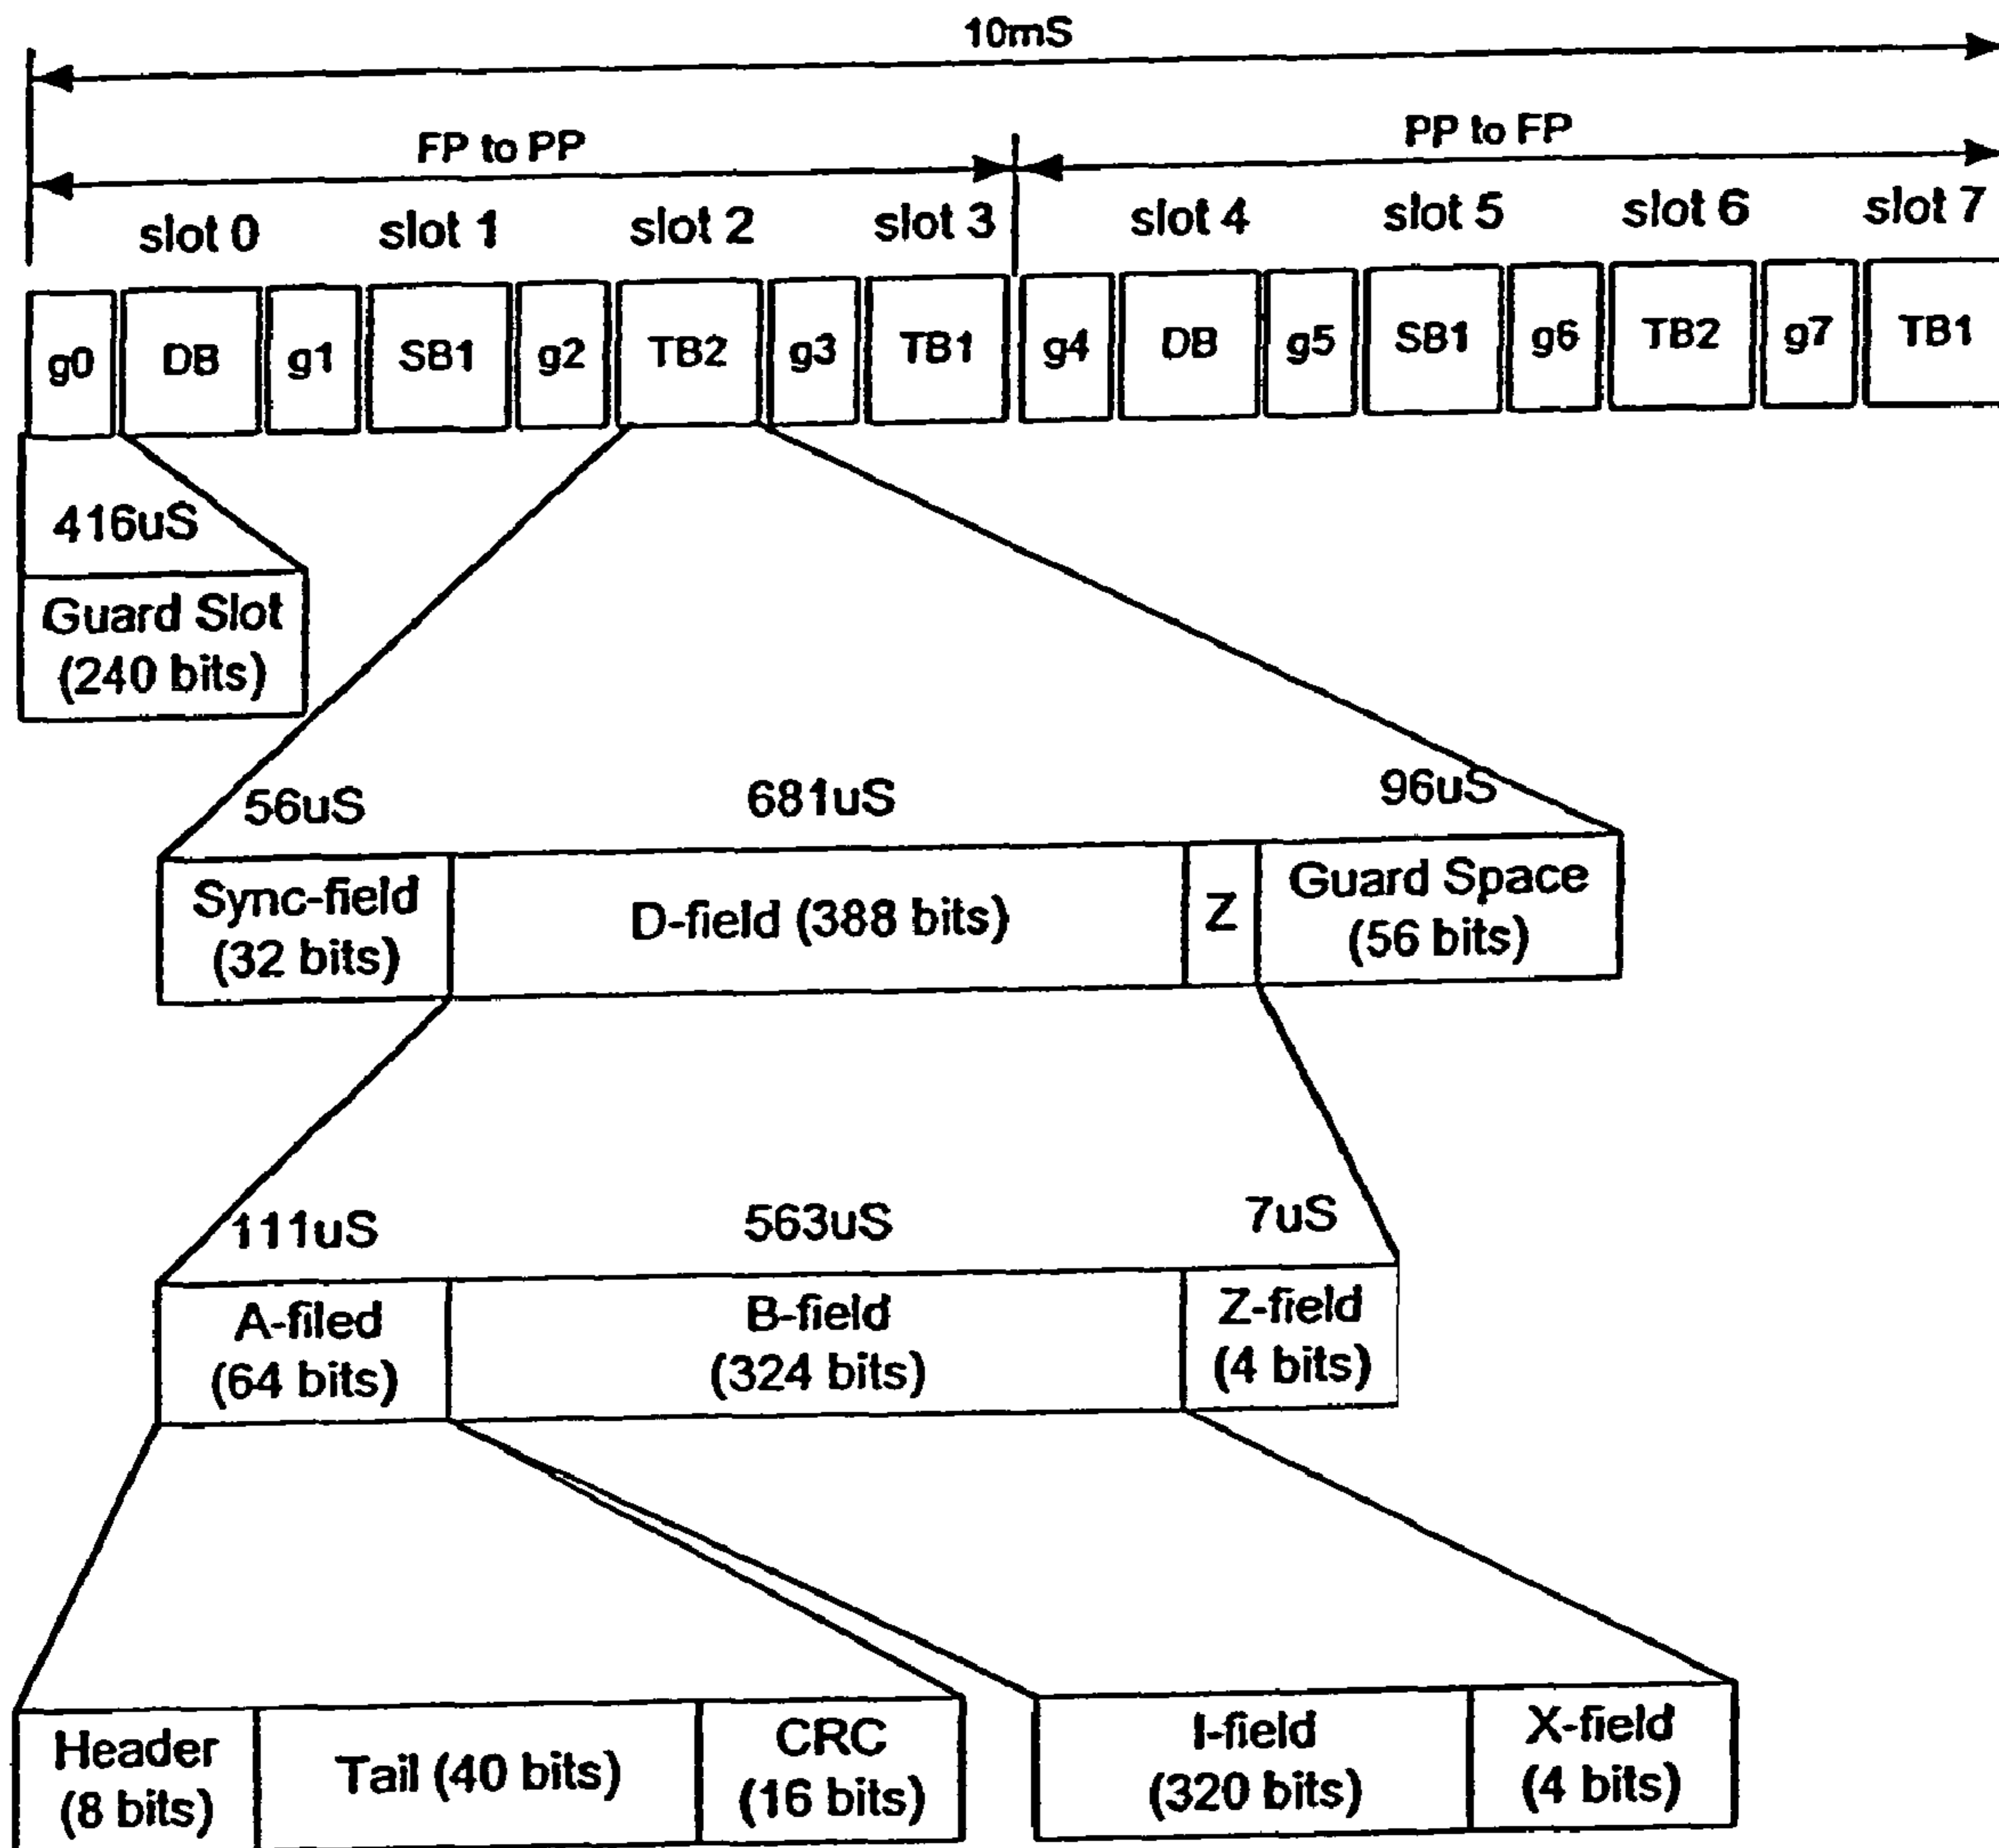 10mS
FP to PP
PP to FP
slot 0
slot 1
slot 2
slot 3
slot 4
slot 5
slot 6
slot 7
g0
DB
g1
SB1
g2
TB2
g3
TB1
g4
DB
g5
SB1
g6
TB2
g7
TB1
416uS
Guard Slot
(240 bits)
56uS
681uS
96uS
Sync-field
(32 bits)
D-field (388 bits)
Z
Guard Space
(56 bits)
111uS
563uS
7uS
A-filed
(64 bits)
B-field
(324 bits)
Z-field
(4 bits)
Header
(8 bits)
Tail (40 bits)
CRC
(16 bits)
I-field
(320 bits)
X-field
(4 bits)